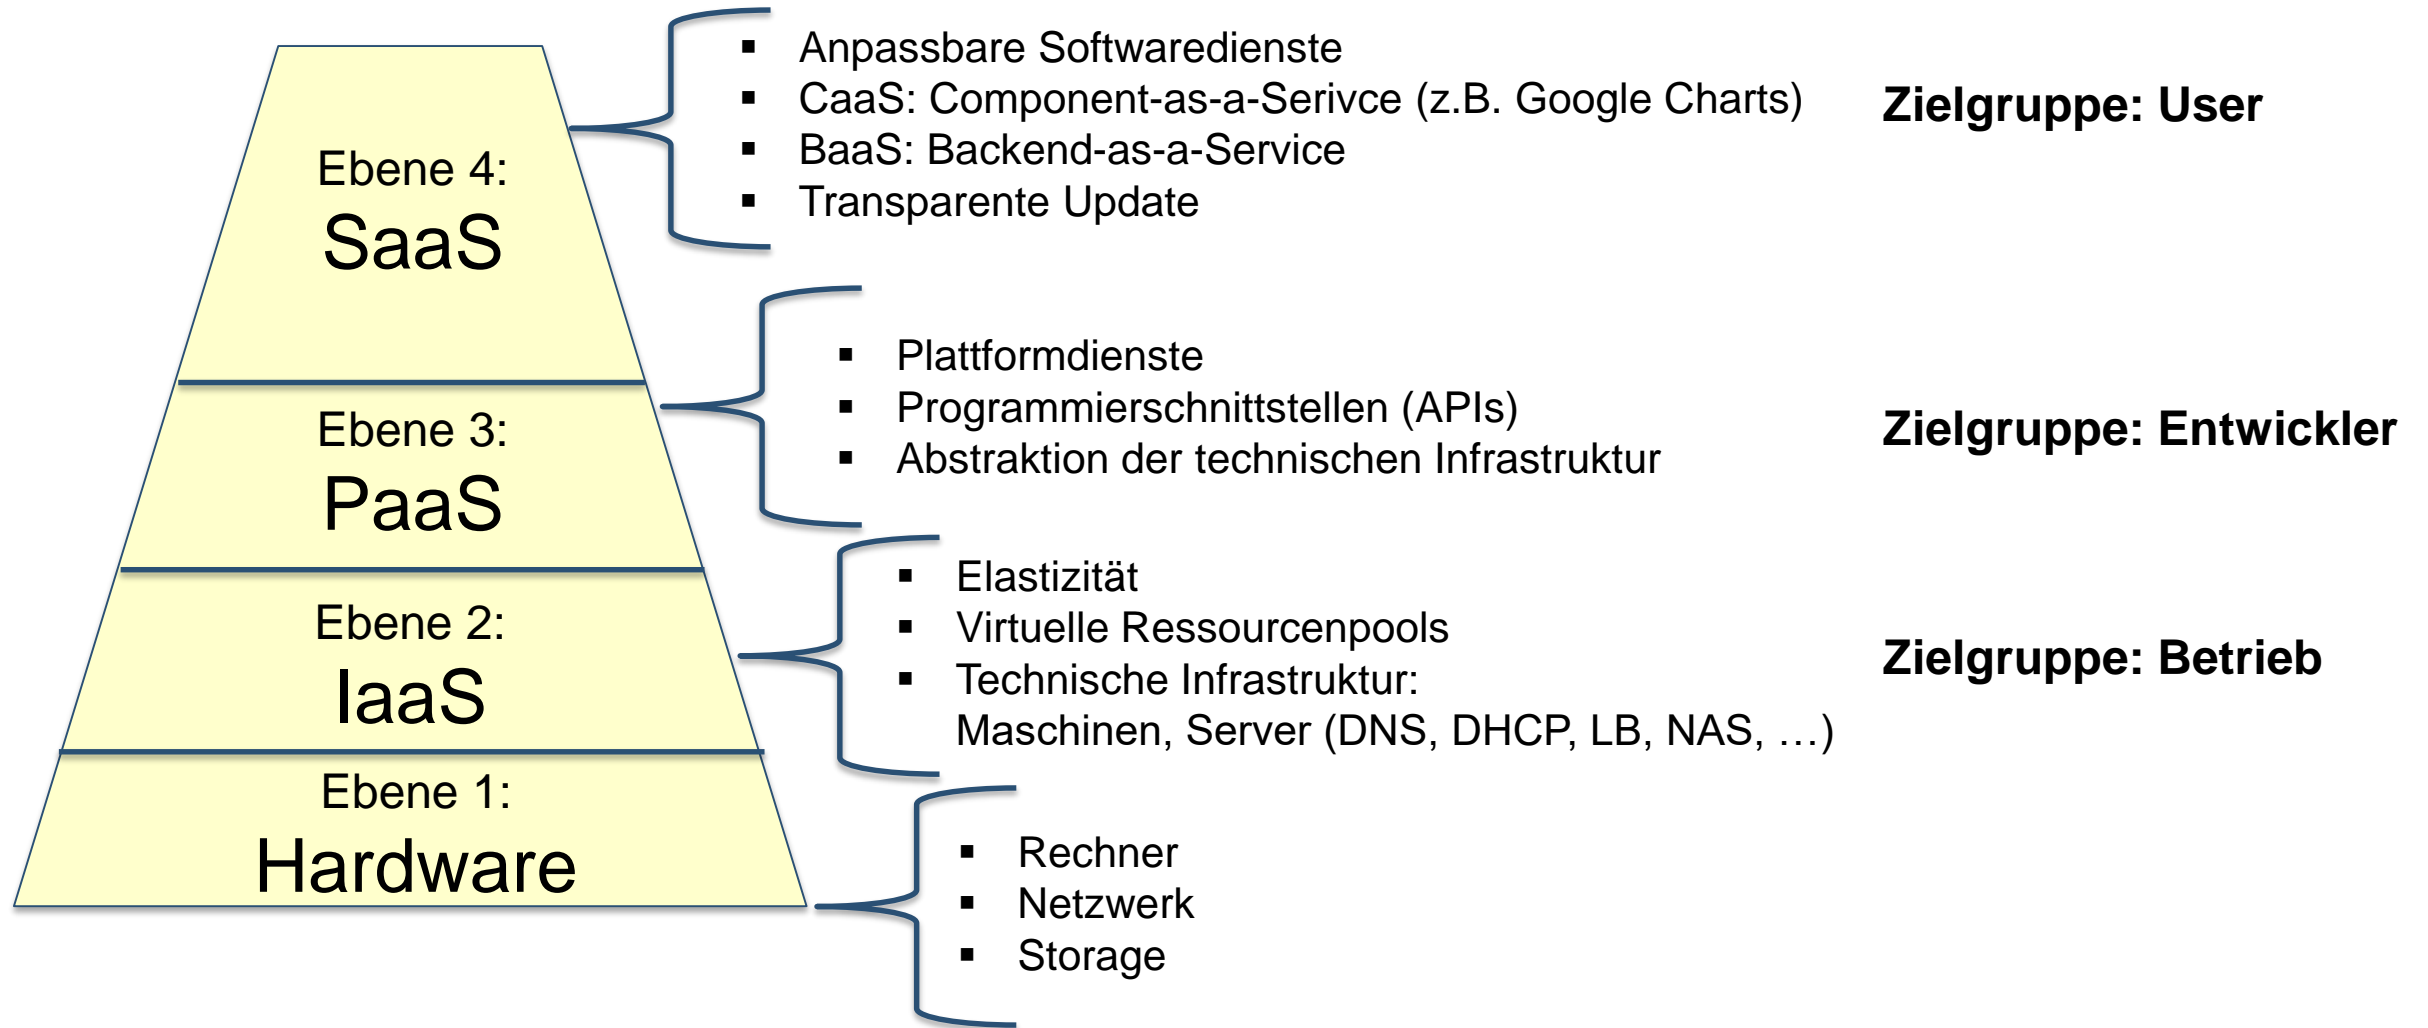 Ebene 4:
SaaS
▪ Anpassbare Softwaredienste
▪ CaaS: Component-as-a-Serivce (z.B. Google Charts)
▪ BaaS: Backend-as-a-Service
▪ Transparente Update
Zielgruppe: User
Ebene 3:
PaaS
▪ Plattformdienste
▪ Programmierschnittstellen (APIs)
▪ Abstraktion der technischen Infrastruktur
Zielgruppe: Entwickler
Ebene 2:
IaaS
▪ Elastizität
▪ Virtuelle Ressourcenpools
▪ Technische Infrastruktur:
Maschinen, Server (DNS, DHCP, LB, NAS, …)
Zielgruppe: Betrieb
Ebene 1:
Hardware
▪ Rechner
▪ Netzwerk
▪ Storage